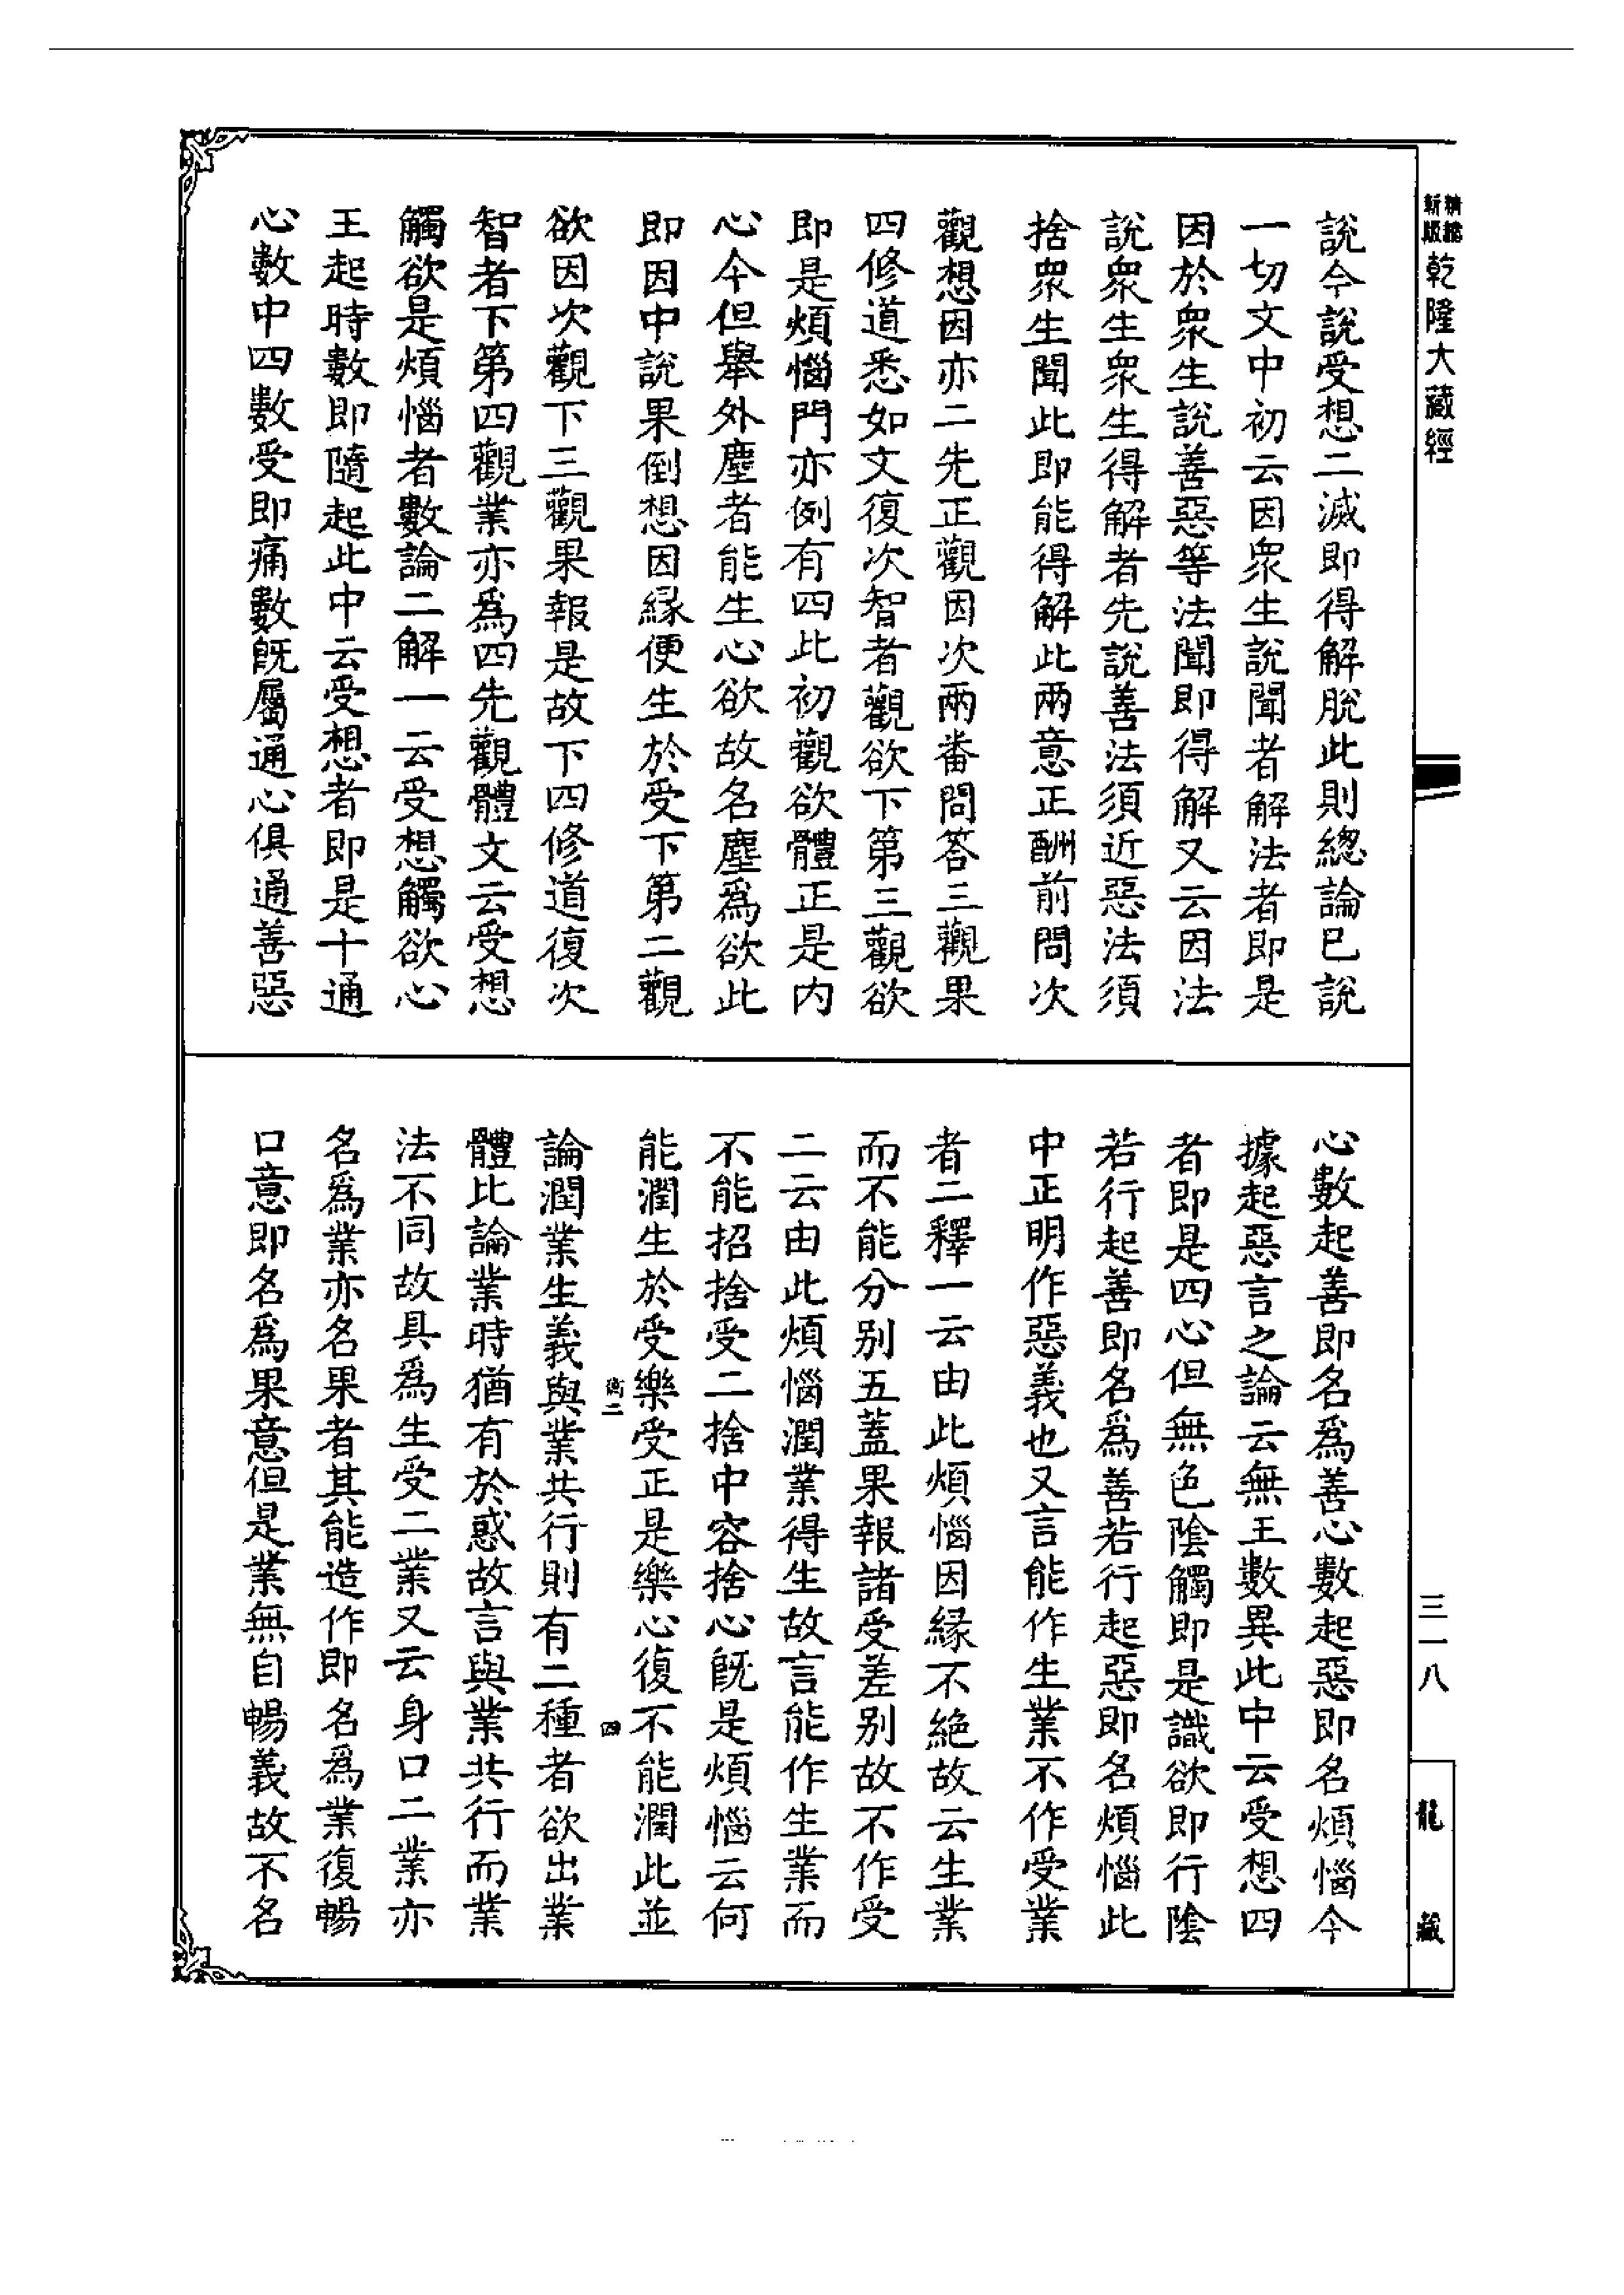 新版
精縮
乾隆大藏經
說今說受想二滅即得解脫此則總論已說
一切文中初云因眾生說聞者解法者即是
因於眾生說善惡等法聞即得解又云因法
說眾生眾生得解者先說善法須近惡法須
捨眾生聞此即能得解此兩意正酬前問次
觀想因亦二先正觀因次兩番問答三觀果
四修道悉如文復次智者觀欲下第三觀欲
即是煩惱門亦例有四此初觀欲體正是內
心今但舉外塵者能生心欲故名塵為欲此
即因中說果倒想因緣便生於受下第二觀
欲因次觀下三觀果報是故下四修道復次
智者下第四觀業亦為四先觀體文云受想
觸欲是煩惱者數論二解一云受想觸欲心
王起時數即隨起此中云受想者即是十通
心數中四數受即痛數既屬通心俱通善惡
心數起善即名為善心數起惡即名煩惱今
據起惡言之論云無王數異此中云受想四
者即是四心但無色陰觸即是識欲即行陰
若行起善即名為善若行起惡即名煩惱此
中正明作惡義也又言能作生業不作受業
者二釋一云由此煩惱因緣不絕故云生業
而不能分別五蓋果報諸受差別故不作受
二云由此煩惱潤業得生故言能作生業而
不能招捨受二捨中容捨心既是煩惱云何
能潤生於受樂受正是樂心復不能潤此並
論潤業生義與業共行則有二種者欲出業
體比論業時猶有於惑故言與業共行而業
法不同故具為生受二業又云身口二業亦
名為業亦名果者其能造作即名為業復暢
口意即名為果意但是業無自暢義故不名
衡二
四
三一八
龍藏